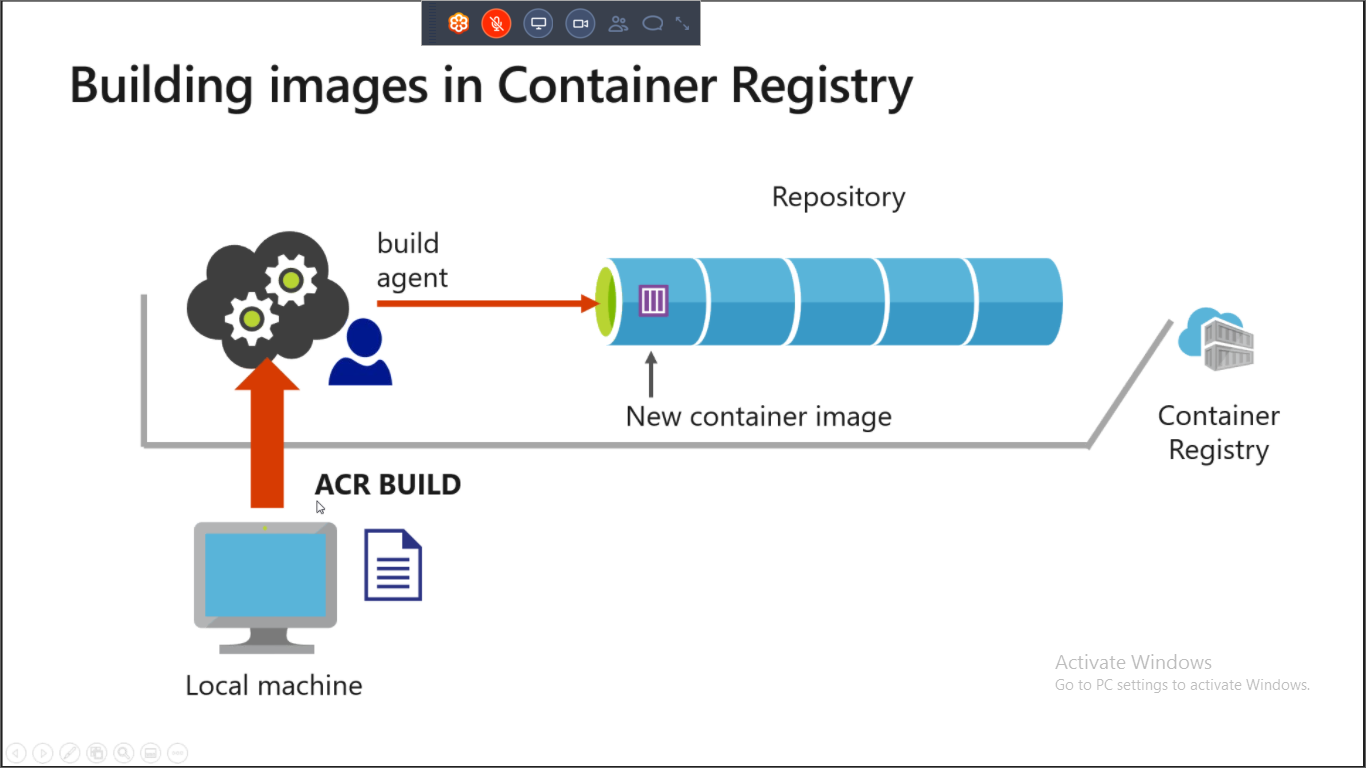 Building images in Container Registry
Repository
build
agent
New container image
Container
Registry
ACR BUILD
Local machine
Activate Windows
Go to PC settings to activate Windows.